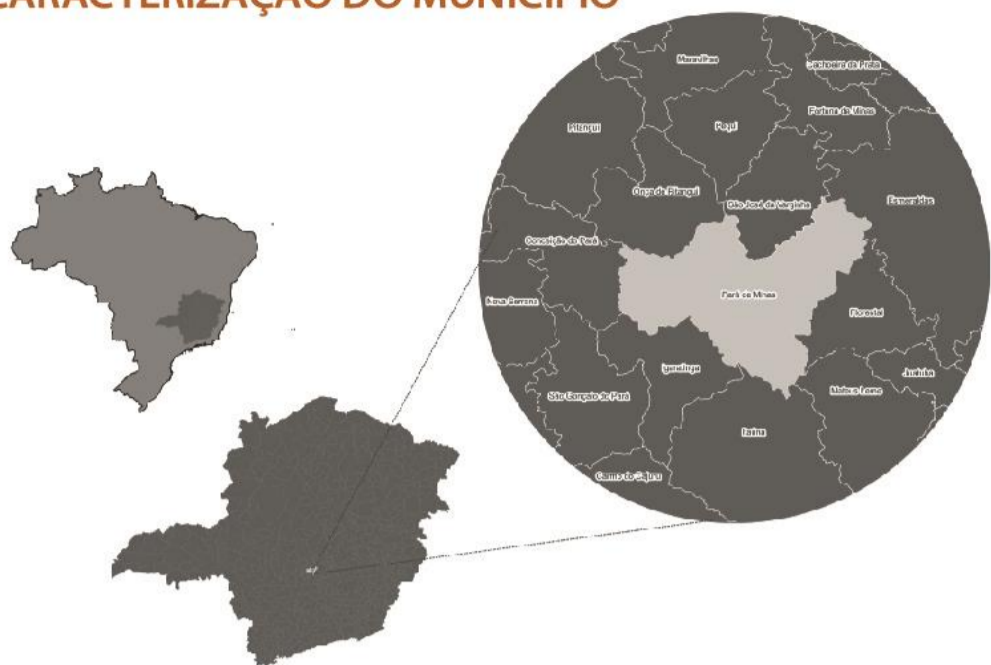 CARACTERIZAÇÃO DO MUNICÍPIO
Maravilhas
Cachoeira da Prata
Fortuna de Minas
Pitangui
Pequi
Onça de Pitangui
São José da Varginha
Esmeraldas
Conceição do Pará
Nova Serrana
Pará de Minas
Florestal
Igaratinga
Juatuba
Mateus Leme
São Gonçalo do Pará
Itaúna
Carmo do Cajuru